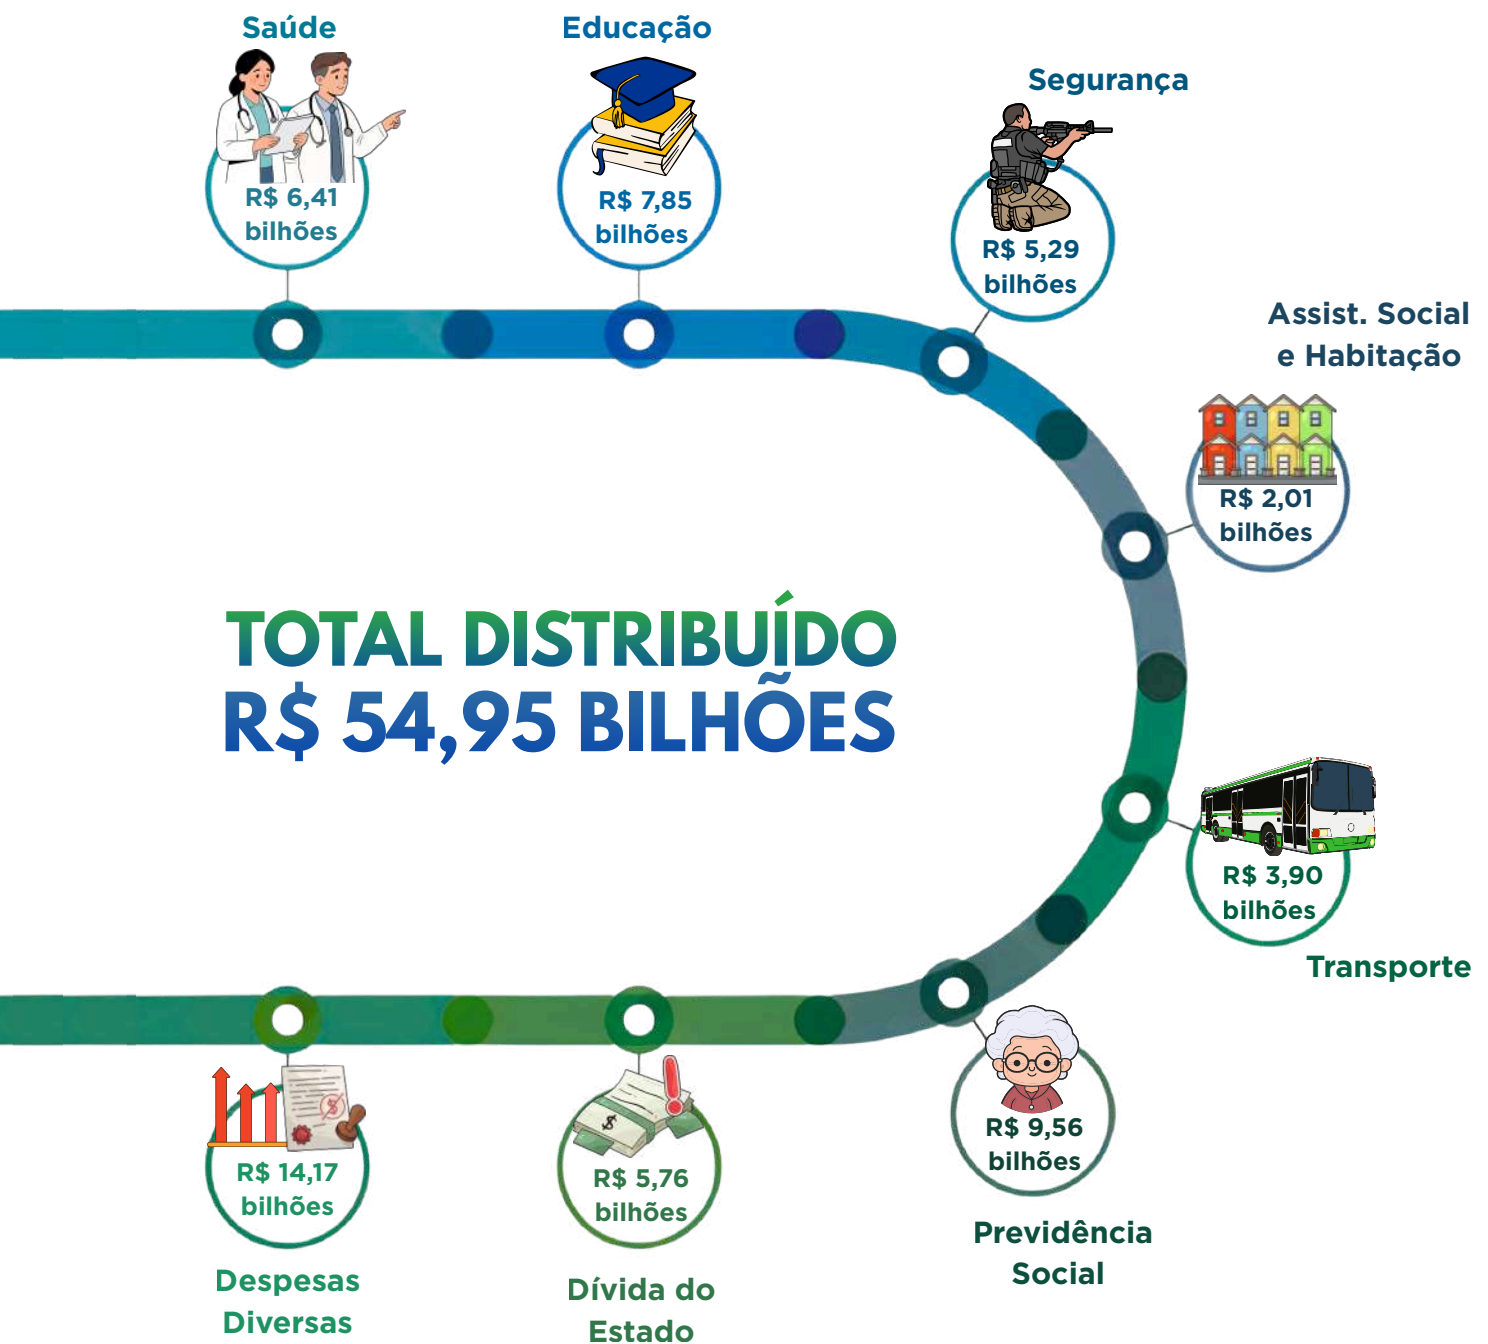 Saúde
R$ 6,41
bilhões
Educação
R$ 7,85
bilhões
Segurança
R$ 5,29
bilhões
Assist. Social
e Habitação
R$ 2,01
bilhões
TOTAL DISTRIBUÍDO
R$ 54,95 BILHÕES
R$ 3,90
bilhões
Transporte
R$ 9,56
bilhões
Previdência
Social
$
R$ 5,76
bilhões
Dívida do
Estado
$
R$ 14,17
bilhões
Despesas
Diversas